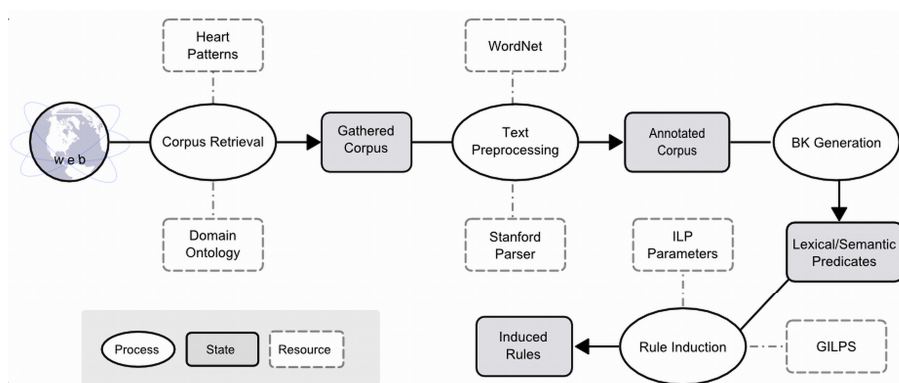 Heart
Patterns
WordNet
web
Corpus Retrieval
Gathered
Corpus
Text
Preprocessing
Annotated
Corpus
BK Generation
Domain
Ontology
Stanford
Parser
ILP
Parameters
Lexical/Semantic
Predicates
Induced
Rules
Rule Induction
GILPS
Process
State
Resource